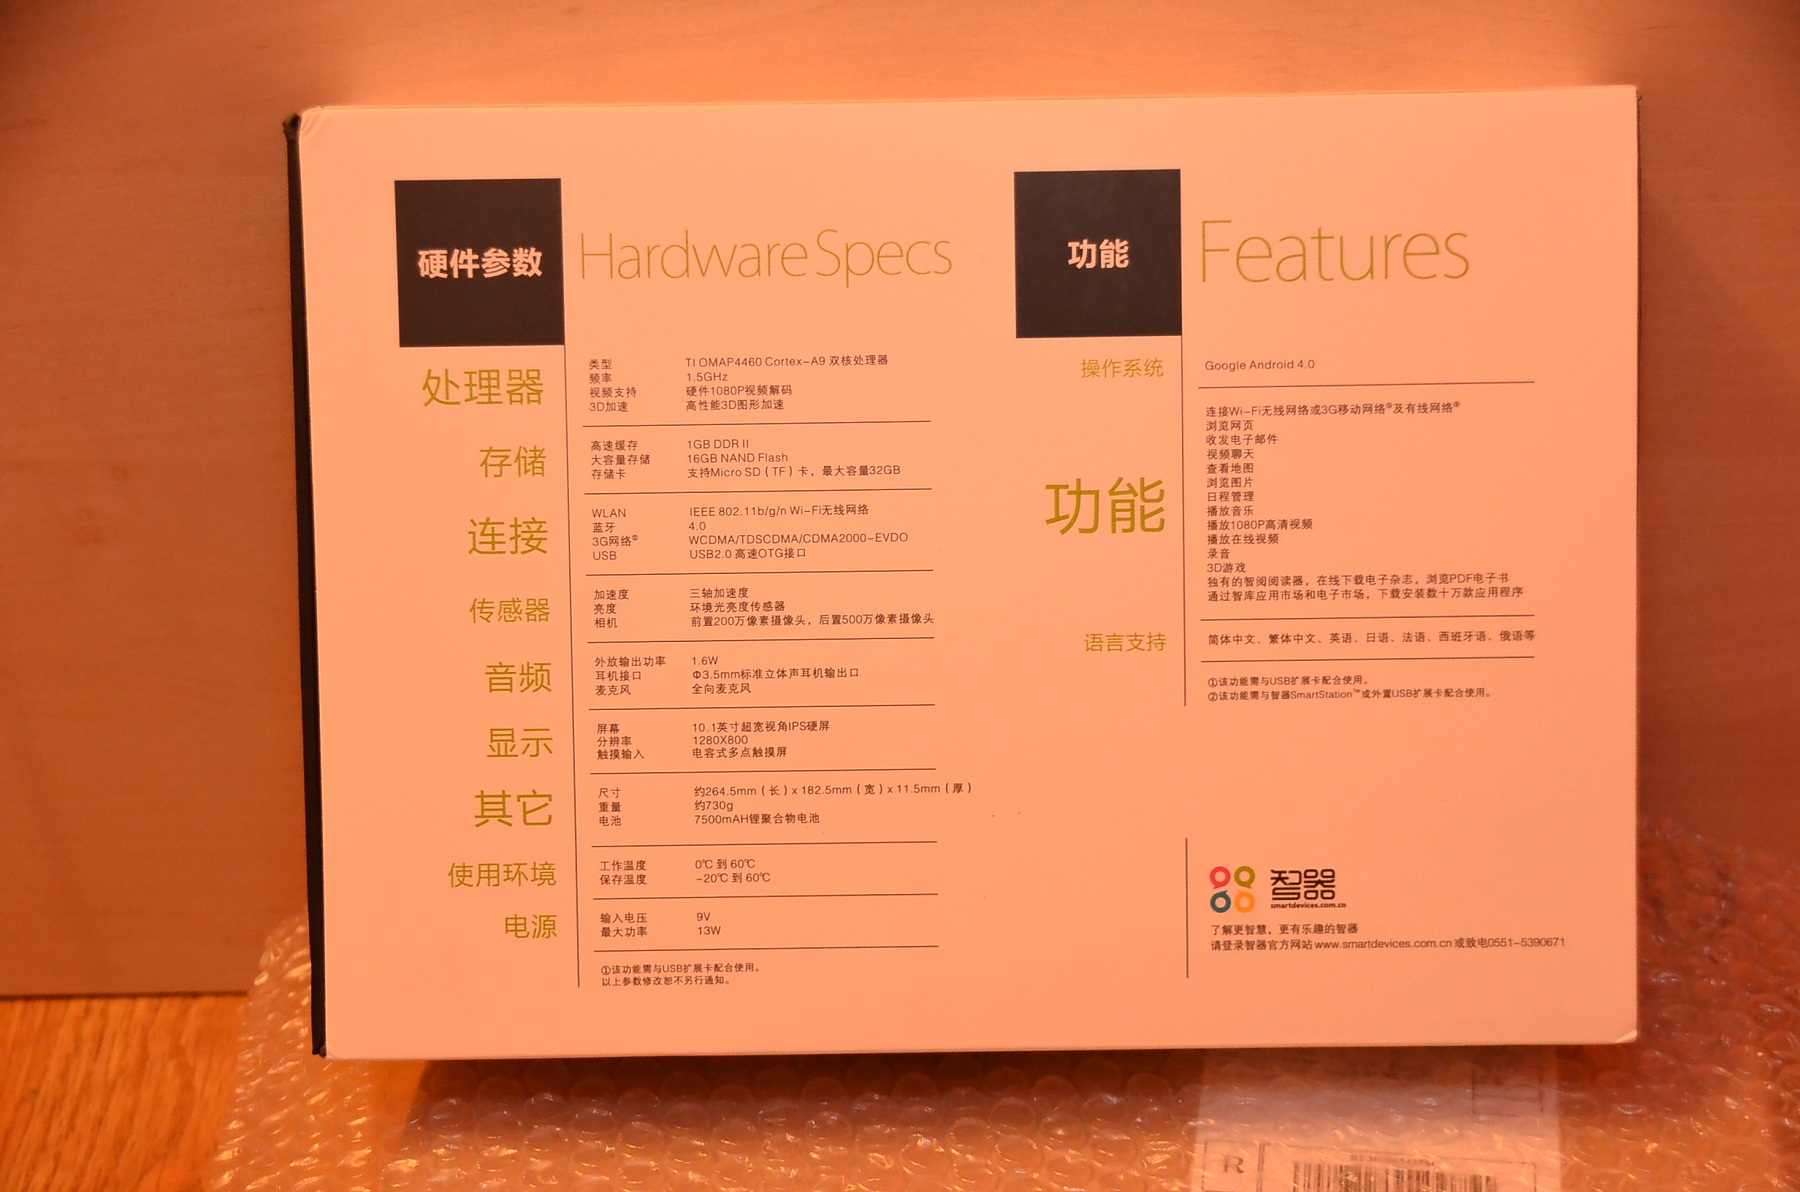 硬件参数
Hardware Specs
处理器
类型 TI OMAP4460 Cortex-A9 双核处理器
频率 1.5GHz
视频支持 硬件1080P视频解码
3D加速 高性能3D图形加速
存储
高速缓存 1GB DDR II
大容量存储 16GB NAND Flash
存储卡 支持Micro SD（TF）卡，最大容量32GB
连接
WLAN IEEE 802.11b/g/n Wi-Fi无线网络
蓝牙 4.0
3G网络① WCDMA/TDSCDMA/CDMA2000-EVDO
USB USB2.0 高速OTG接口
传感器
加速度 三轴加速度
亮度 环境光亮度传感器
相机 前置200万像素摄像头，后置500万像素摄像头
音频
外放输出功率 1.6W
耳机接口 Φ3.5mm标准立体声耳机输出口
麦克风 全向麦克风
显示
屏幕 10.1英寸超宽视角IPS硬屏
分辨率 1280X800
触摸输入 电容式多点触摸屏
其它
尺寸 约264.5mm（长）x 182.5mm（宽）x 11.5mm（厚）
重量 约730g
电池 7500mAH锂聚合物电池
使用环境
工作温度 0℃ 到 60℃
保存温度 -20℃ 到 60℃
电源
输入电压 9V
最大功率 13W
①该功能需与USB扩展卡配合使用。
以上参数修改恕不另行通知。
功能
Features
操作系统
Google Android 4.0
功能
连接Wi-Fi无线网络或3G移动网络①及有线网络②
浏览网页
收发电子邮件
视频聊天
查看地图
浏览图片
日程管理
播放音乐
播放1080P高清视频
播放在线视频
录音
3D游戏
独有的智阅阅读器，在线下载电子杂志，浏览PDF电子书
通过智库应用市场和电子市场，下载安装数十万款应用程序
语言支持
简体中文、繁体中文、英语、日语、法语、西班牙语、俄语等
①该功能需与USB扩展卡配合使用。
②该功能需与智器SmartStation™或外置USB扩展卡配合使用。
智器
smartdevices.com.cn
了解更智慧，更有乐趣的智器
请登录智器官方网站 www.smartdevices.com.cn 或致电0551-5390671
R